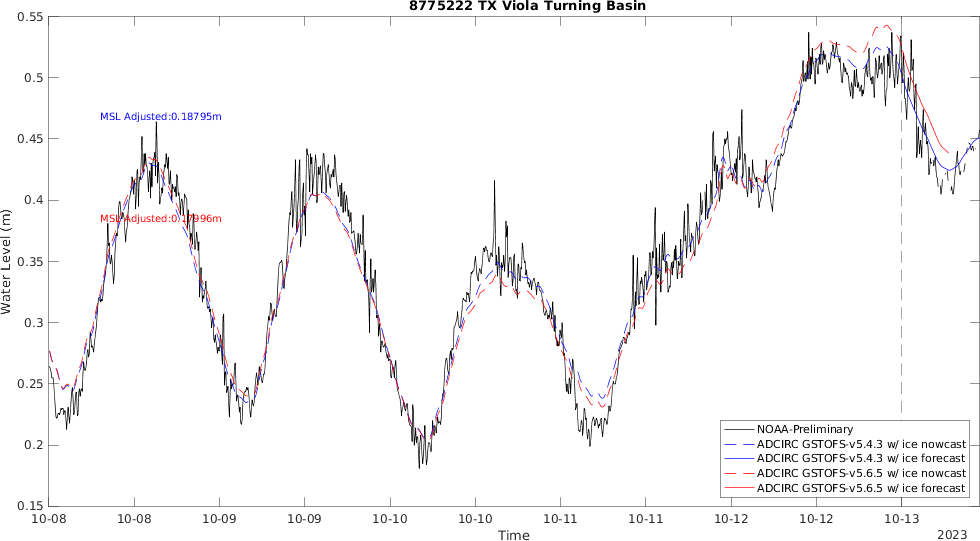 8775222 TX Viola Turning Basin
0.55
0.5
0.45
0.4
0.35
0.3
0.25
0.2
0.15
Water Level (m)
MSL Adjusted:0.18795m
MSL Adjusted:0.17996m
NOAA-Preliminary
ADCIRC GSTOFS-v5.4.3 w/ ice nowcast
ADCIRC GSTOFS-v5.4.3 w/ ice forecast
ADCIRC GSTOFS-v5.6.5 w/ ice nowcast
ADCIRC GSTOFS-v5.6.5 w/ ice forecast
10-08 10-08 10-09 10-09 10-10 10-10 10-11 10-11 10-12 10-12 10-13
Time
2023